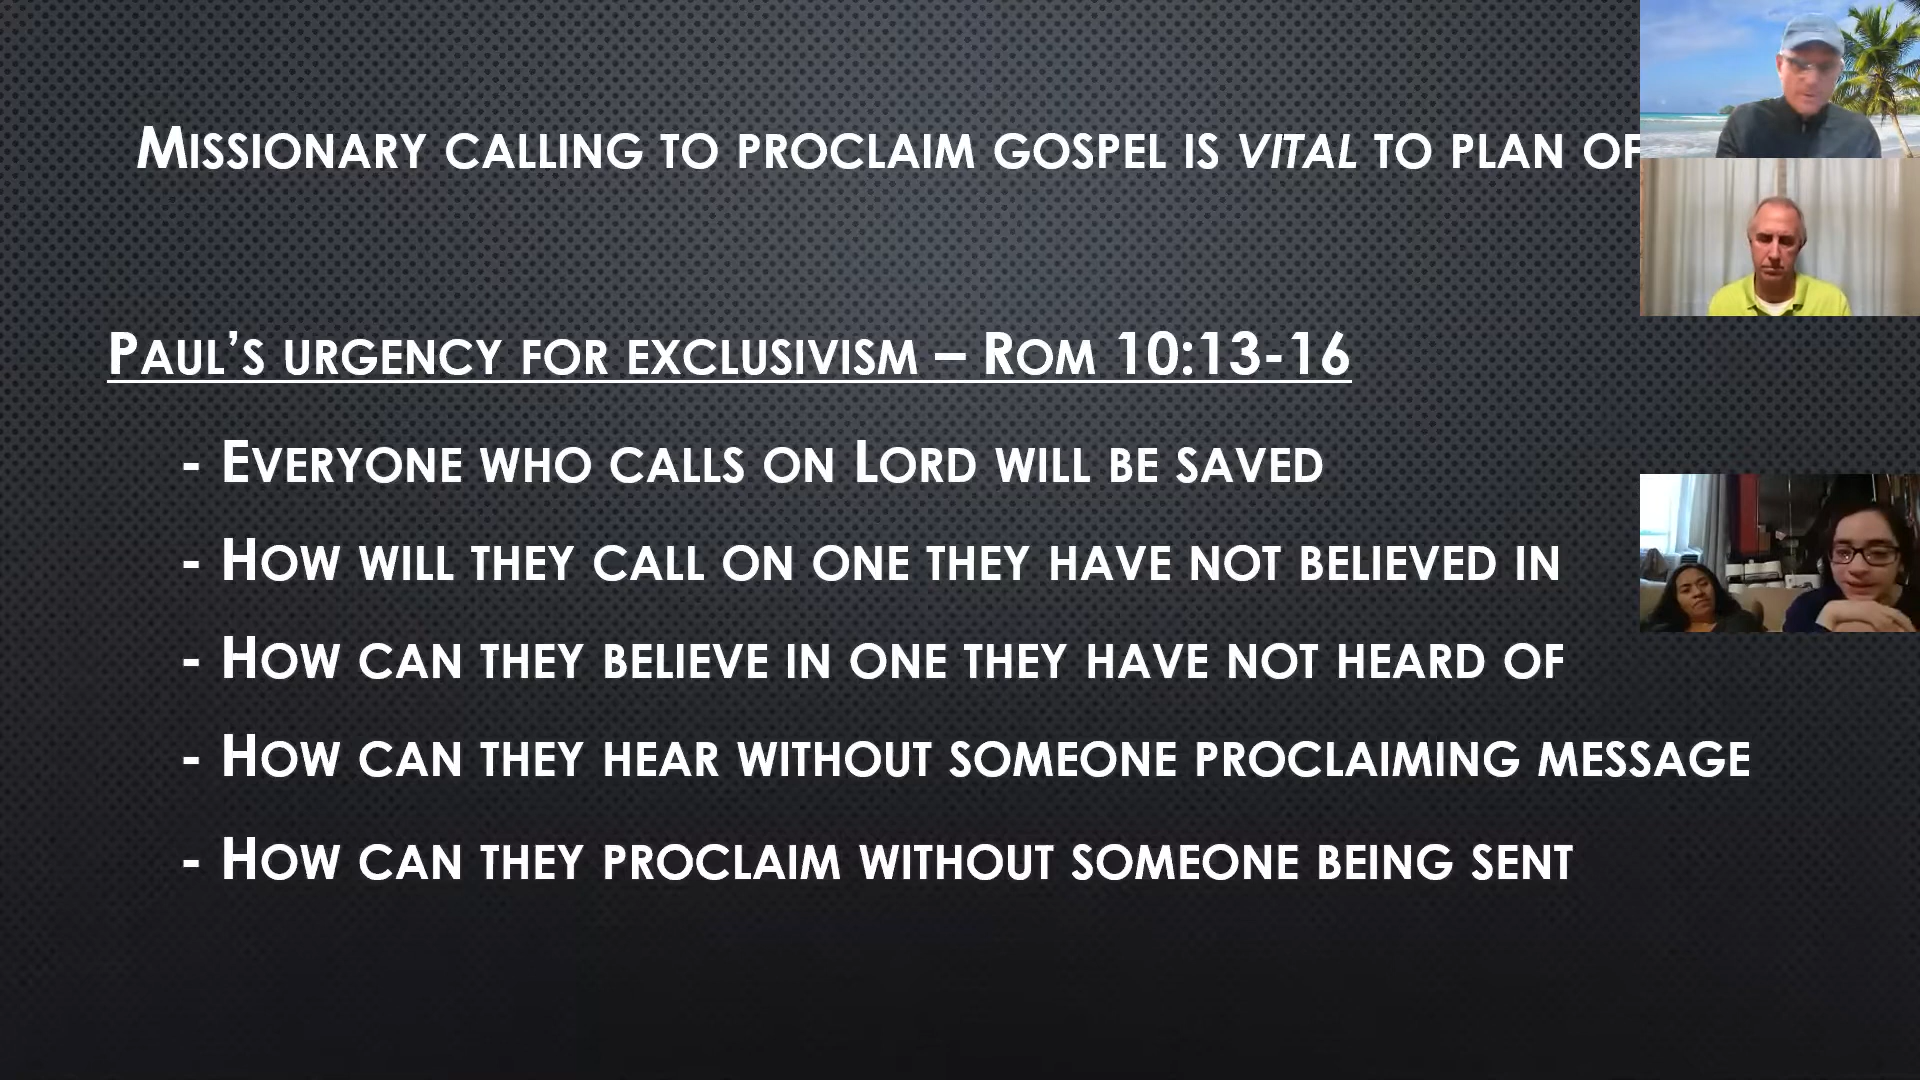 Missionary calling to proclaim gospel is vital to plan of
Paul’s urgency for exclusivism – Rom 10:13-16
- Everyone who calls on Lord will be saved
- How will they call on one they have not believed in
- How can they believe in one they have not heard of
- How can they hear without someone proclaiming message
- How can they proclaim without someone being sent